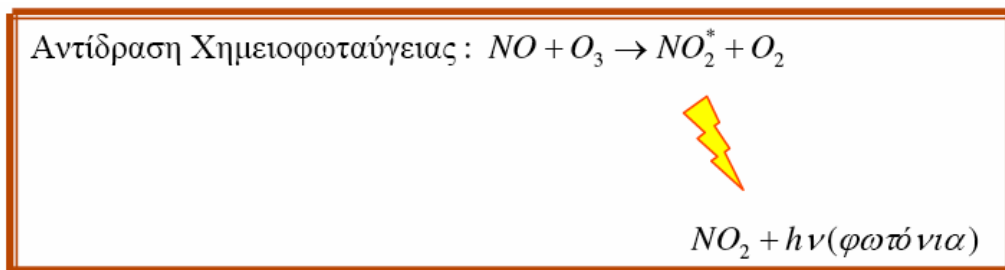 Αντίδραση Χημειοφωταύγειας : NO + O₃ → NO₂* + O₂
NO₂ + hν(φωτόνια)